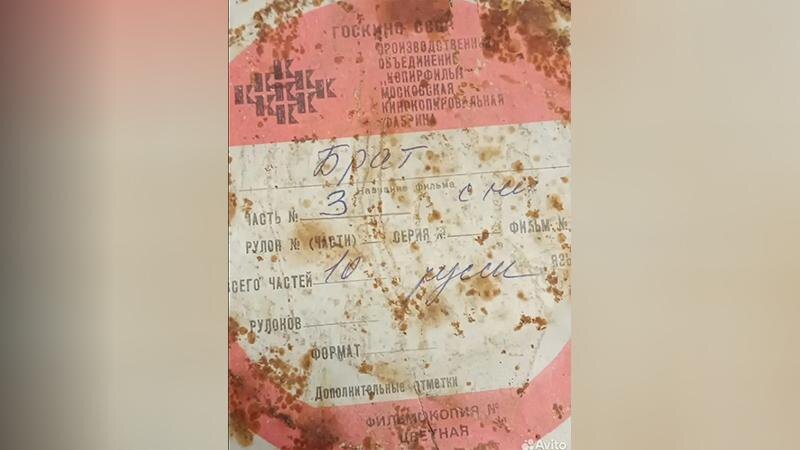 ГОСКИНО СССР
ПРОИЗВОДСТВЕННОЕ
ОБЪЕДИНЕНИЕ
„КОПИРФИЛЬМ"
МОСКОВСКАЯ
КИНОКОПИРОВАЛЬНАЯ
ФАБРИКА
Брат
Название фильма
ЧАСТЬ № 3
РУЛОН № (ЧАСТИ) СЕРИЯ № ФИЛЬМ №
ВСЕГО ЧАСТЕЙ 10 русск ЯЗЫ
РУЛОНОВ
ФОРМАТ
Дополнительные отметки
ФИЛЬМОКОПИЯ №
ЦВЕТНАЯ
Avito